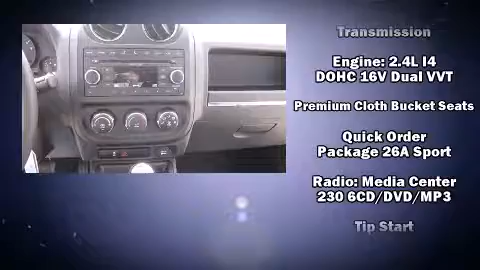 Transmission
Engine: 2.4L I4
DOHC 16V Dual VVT
Premium Cloth Bucket Seats
Quick Order
Package 26A Sport
Radio: Media Center
230 6CD/DVD/MP3
Tip Start